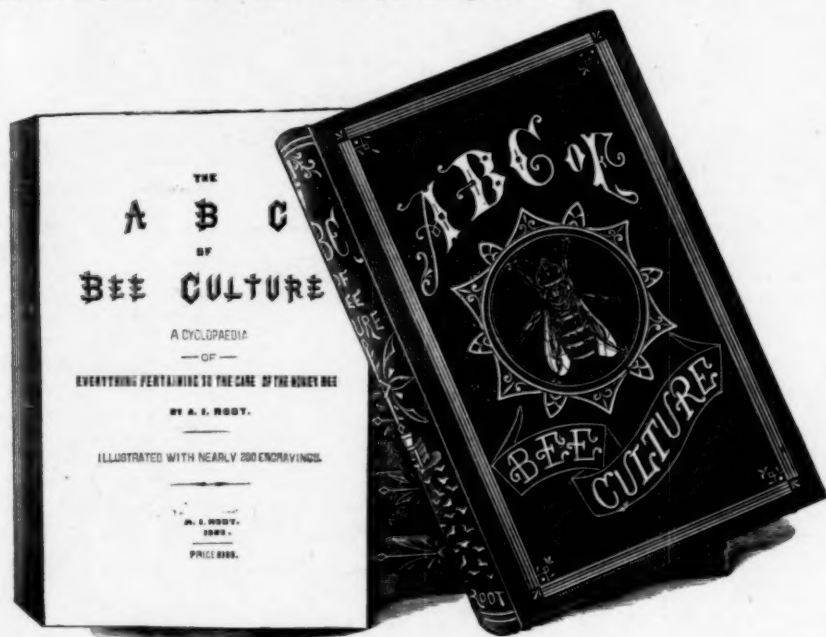 THE
A B C
OF
BEE CULTURE
A CYCLOPAEDIA
— OF —
EVERYTHING PERTAINING TO THE CARE OF THE HONEY BEE
BY A. I. ROOT.
ILLUSTRATED WITH NEARLY 200 ENGRAVINGS.
A. I. ROOT.
PRICE
ABC OF
BEE
CULTURE
ROOT